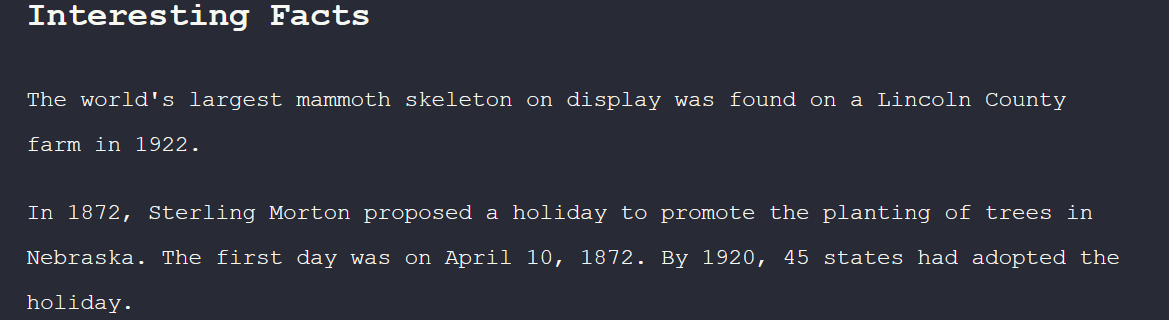 Interesting Facts
The world's largest mammoth skeleton on display was found on a Lincoln County
farm in 1922.
In 1872, Sterling Morton proposed a holiday to promote the planting of trees in
Nebraska. The first day was on April 10, 1872. By 1920, 45 states had adopted the
holiday.